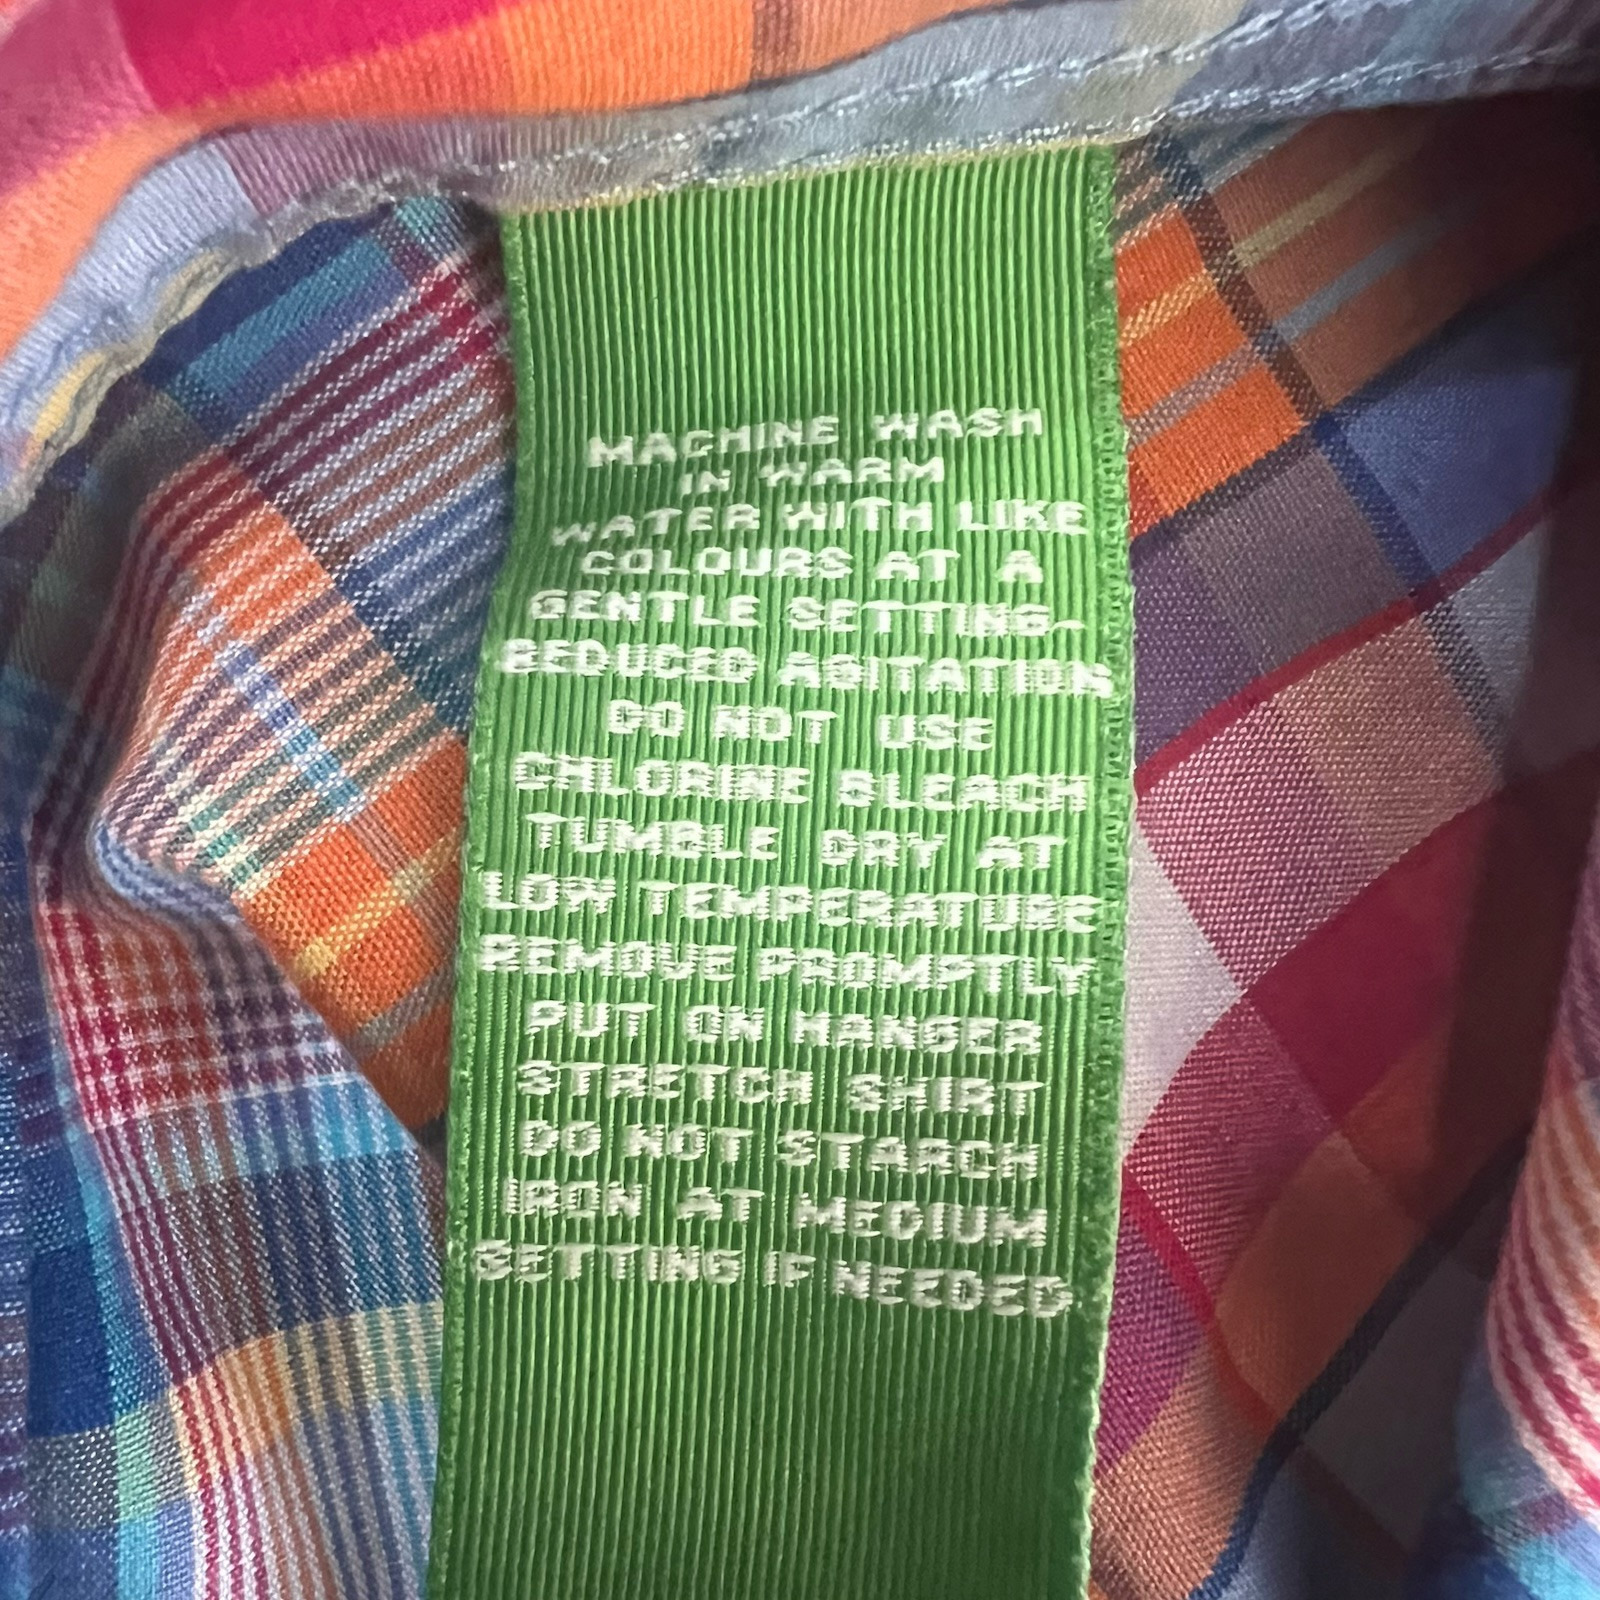 MACHINE WASH
IN WARM
WATER WITH LIKE
COLOURS AT A
GENTLE SETTING-
REDUCED AGITATION
DO NOT USE
CHLORINE BLEACH
TUMBLE DRY AT
LOW TEMPERATURE
REMOVE PROMPTLY
PUT ON HANGER
STRETCH SHIRT
DO NOT STARCH
IRON AT MEDIUM
SETTING IF NEEDED